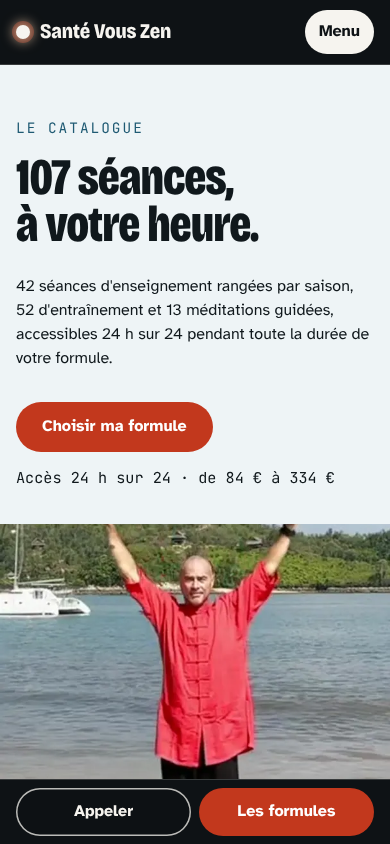 Santé Vous Zen
Menu
LE CATALOGUE
107 séances,
à votre heure.
42 séances d'enseignement rangées par saison,
52 d'entraînement et 13 méditations guidées,
accessibles 24 h sur 24 pendant toute la durée de
votre formule.
Choisir ma formule
Accès 24 h sur 24 · de 84 € à 334 €
Appeler
Les formules